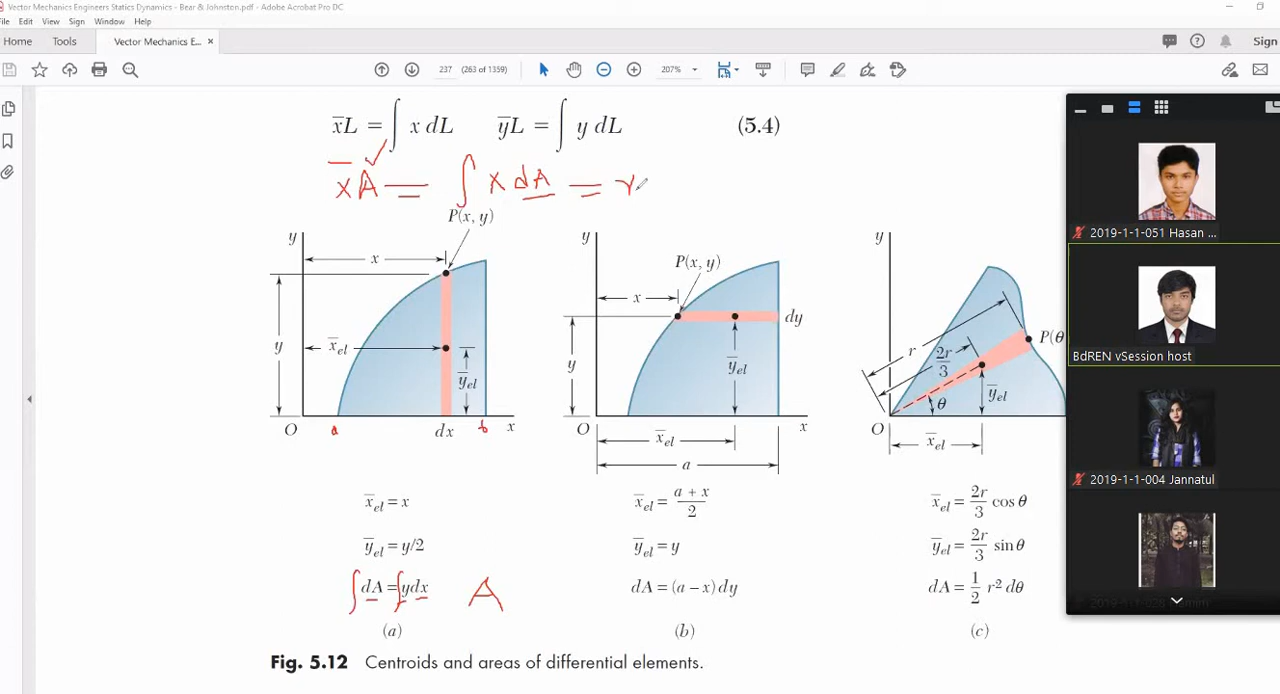 Vector Mechanics Engineers Statics Dynamics - Bear & Johnston.pdf - Adobe Acrobat Pro DC
File Edit View Sign Window Help
Home Tools Vector Mechanics E... × Sign
237 (263 of 1359) 207%
x̄L = ∫ x dL ȳL = ∫ y dL (5.4)
x̄A = ∫ x dA =
P(x, y)
y y y
x P(x, y)
x dy P(θ
y x̄el y ȳel r 2r/3
ȳel ȳel
θ
O a dx b x O x̄el x O x̄el
a
x̄el = x x̄el = a + x/2 x̄el = 2r/3 cos θ
ȳel = y/2 ȳel = y ȳel = 2r/3 sin θ
∫dA = ∫ydx A dA = (a – x) dy dA = 1/2 r² dθ
(a) (b) (c)
Fig. 5.12 Centroids and areas of differential elements.
2019-1-1-051 Hasan ...
BdREN vSession host
2019-1-1-004 Jannatul